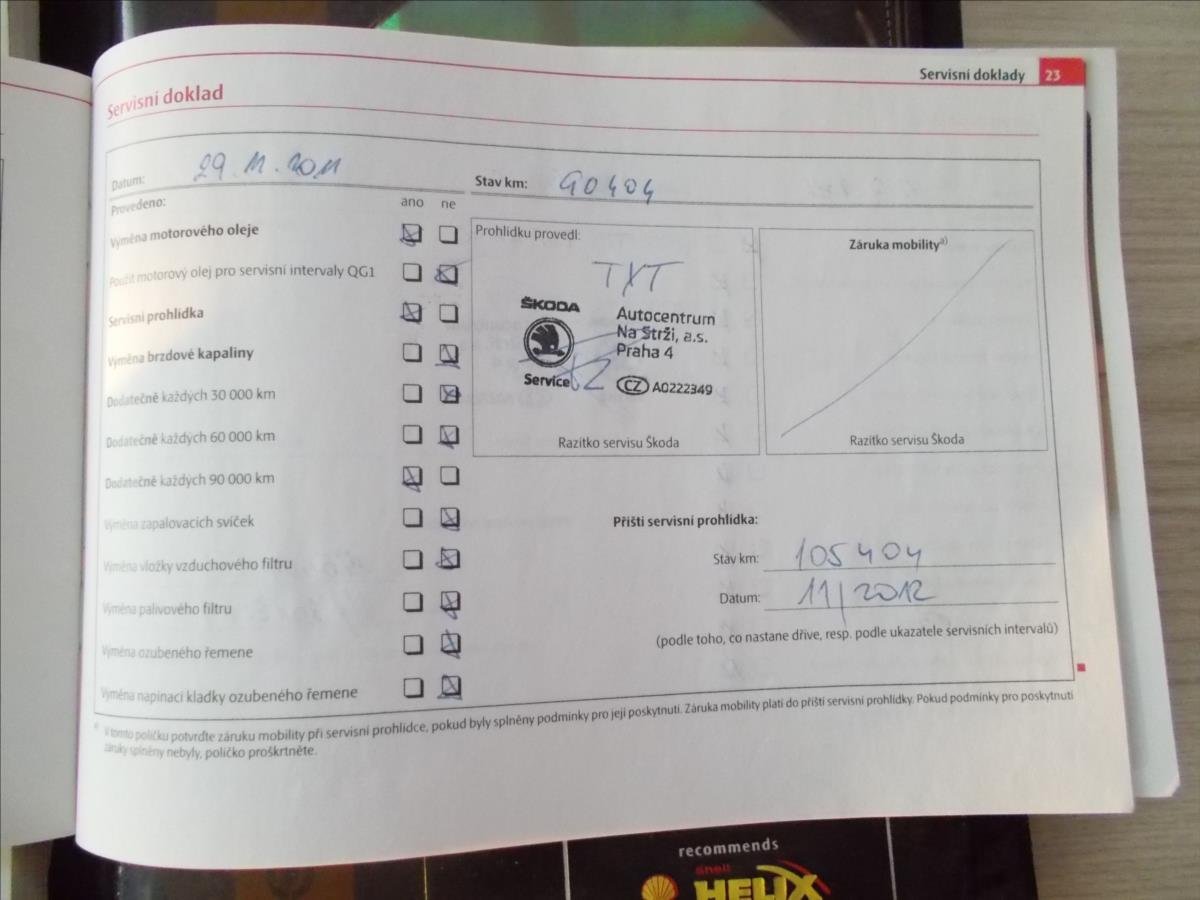 Servisní doklady 23
Servisní doklad
Datum: 29.11.2011
Stav km: 90404
Provedeno: ano ne
Výměna motorového oleje
Použit motorový olej pro servisní intervaly QG1
Servisní prohlídka
Výměna brzdové kapaliny
Dodatečně každých 30 000 km
Dodatečně každých 60 000 km
Dodatečně každých 90 000 km
Výměna zapalovacích svíček
Výměna vložky vzduchového filtru
Výměna palivového filtru
Výměna ozubeného řemene
Výměna napínací kladky ozubeného řemene
Prohlídku provedl:
TXT
ŠKODA
Service
Autocentrum
Na Strži, a.s.
Praha 4
CZ A0222349
Razítko servisu Škoda
Záruka mobility a)
Razítko servisu Škoda
Příští servisní prohlídka:
Stav km: 105404
Datum: 11/2012
(podle toho, co nastane dříve, resp. podle ukazatele servisních intervalů)
a) V tomto políčku potvrďte záruku mobility při servisní prohlídce, pokud byly splněny podmínky pro její poskytnutí. Záruka mobility platí do příští servisní prohlídky. Pokud podmínky pro poskytnutí
záruky splněny nebyly, políčko proškrtněte.
recommends
Shell
HELIX